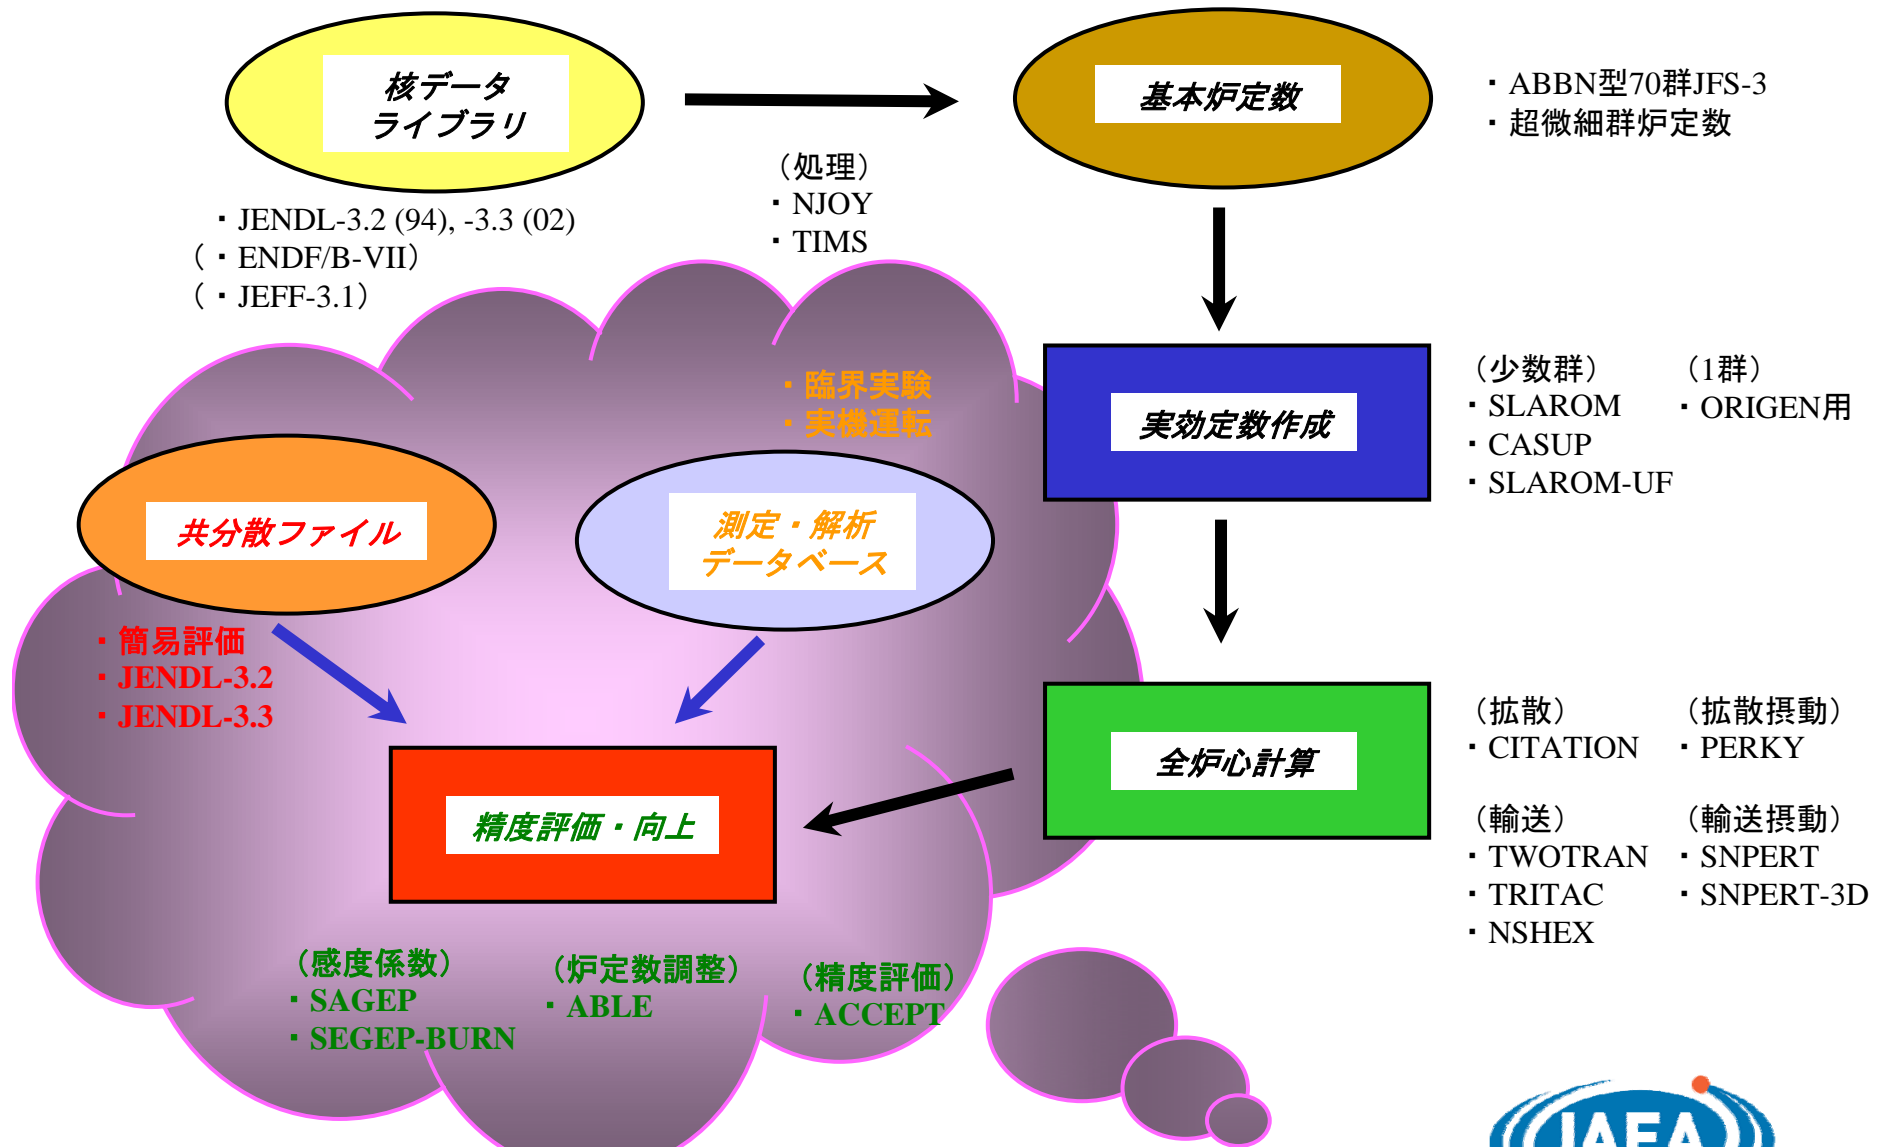 核データ
ライブラリ
・JENDL-3.2 (94), -3.3 (02)
(・ENDF/B-VII)
(・JEFF-3.1)
(処理)
・NJOY
・TIMS
基本炉定数
・ABBN型70群JFS-3
・超微細群炉定数
実効定数作成
(少数群)
・SLAROM
・CASUP
・SLAROM-UF
(1群)
・ORIGEN用
・臨界実験
・実機運転
共分散ファイル
測定・解析
データベース
・簡易評価
・JENDL-3.2
・JENDL-3.3
全炉心計算
(拡散)
・CITATION
(拡散摂動)
・PERKY
(輸送)
・TWOTRAN
・TRITAC
・NSHEX
(輸送摂動)
・SNPERT
・SNPERT-3D
精度評価・向上
(感度係数)
・SAGEP
・SEGEP-BURN
(炉定数調整)
・ABLE
(精度評価)
・ACCEPT
JAEA